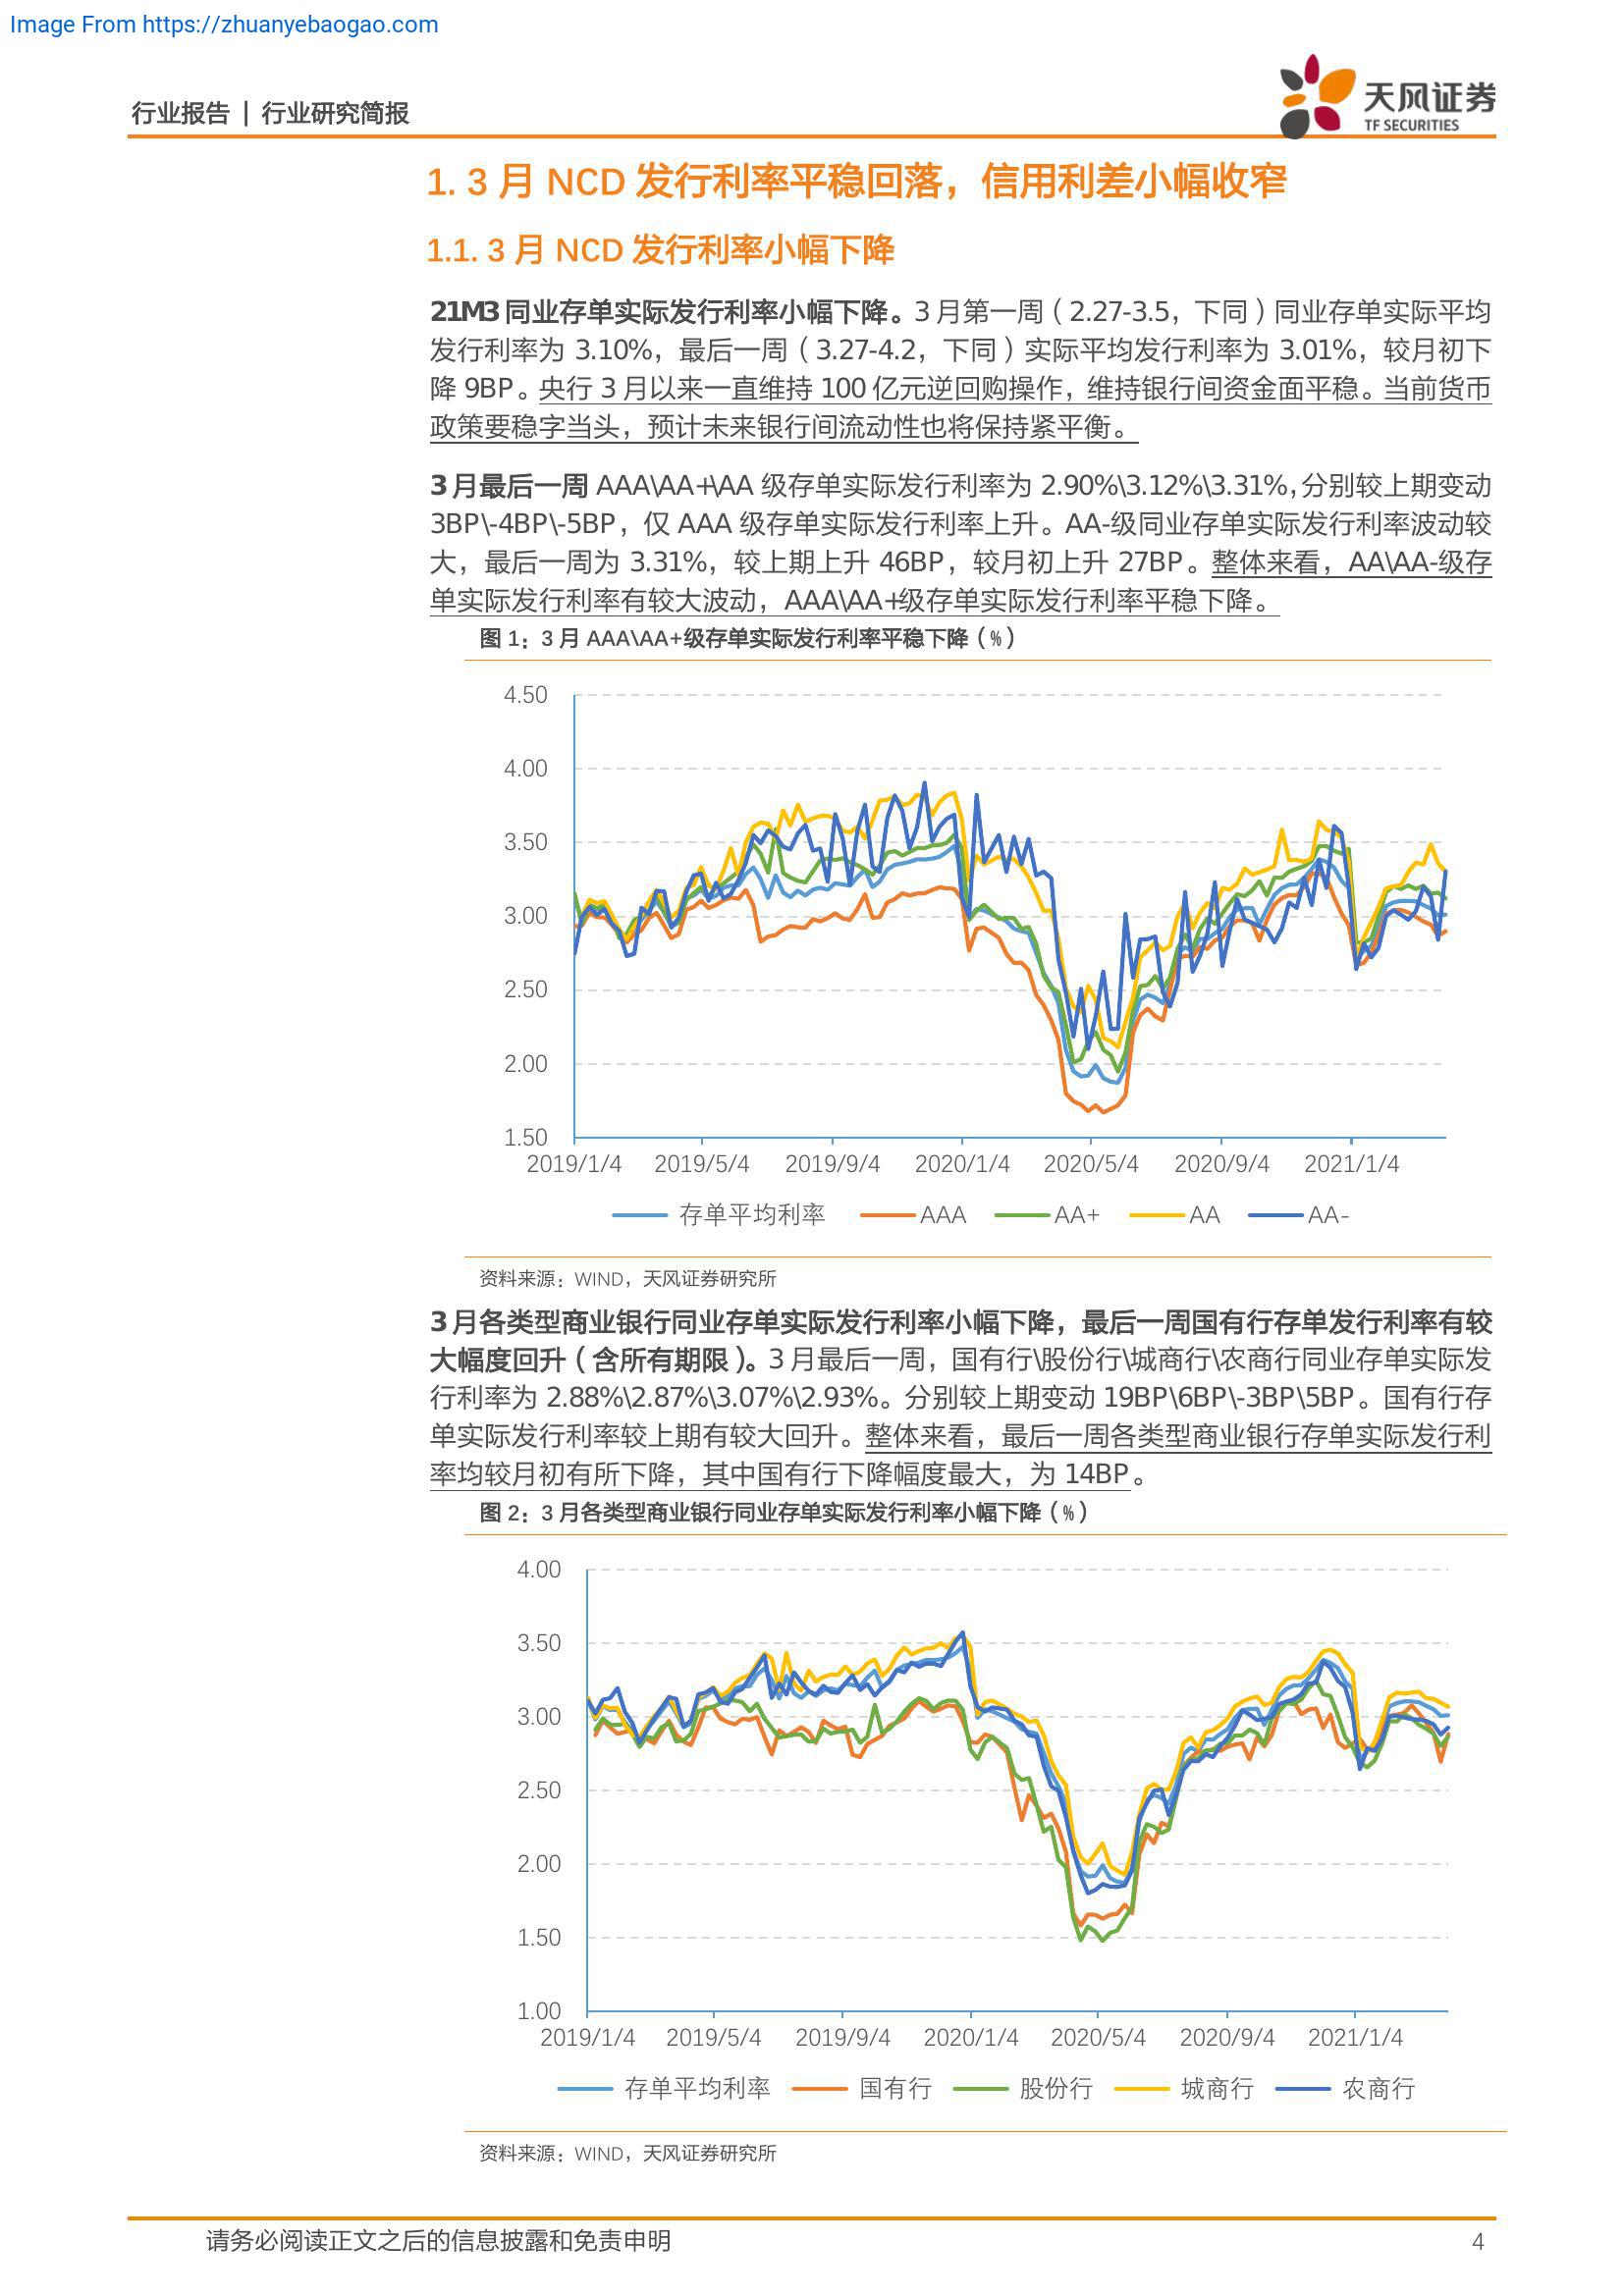 Image From https://zhuanyebaogao.com
行业报告 | 行业研究简报
天风证券
TF SECURITIES
1. 3 月 NCD 发行利率平稳回落，信用利差小幅收窄
1.1. 3 月 NCD 发行利率小幅下降
21M3 同业存单实际发行利率小幅下降。3 月第一周（2.27-3.5，下同）同业存单实际平均
发行利率为 3.10%，最后一周（3.27-4.2，下同）实际平均发行利率为 3.01%，较月初下
降 9BP。央行 3 月以来一直维持 100 亿元逆回购操作，维持银行间资金面平稳。当前货币
政策要稳字当头，预计未来银行间流动性也将保持紧平衡。
3 月最后一周 AAA\AA+\AA 级存单实际发行利率为 2.90%\3.12%\3.31%，分别较上期变动
3BP\-4BP\-5BP，仅 AAA 级存单实际发行利率上升。AA-级同业存单实际发行利率波动较
大，最后一周为 3.31%，较上期上升 46BP，较月初上升 27BP。整体来看，AA\AA-级存
单实际发行利率有较大波动，AAA\AA+级存单实际发行利率平稳下降。
图 1：3 月 AAA\AA+级存单实际发行利率平稳下降（%）
4.50
4.00
3.50
3.00
2.50
2.00
1.50
2019/1/4 2019/5/4 2019/9/4 2020/1/4 2020/5/4 2020/9/4 2021/1/4
存单平均利率 AAA AA+ AA AA-
资料来源：WIND，天风证券研究所
3 月各类型商业银行同业存单实际发行利率小幅下降，最后一周国有行存单发行利率有较
大幅度回升（含所有期限）。3 月最后一周，国有行\股份行\城商行\农商行同业存单实际发
行利率为 2.88%\2.87%\3.07%\2.93%。分别较上期变动 19BP\6BP\-3BP\5BP。国有行存
单实际发行利率较上期有较大回升。整体来看，最后一周各类型商业银行存单实际发行利
率均较月初有所下降，其中国有行下降幅度最大，为 14BP。
图 2：3 月各类型商业银行同业存单实际发行利率小幅下降（%）
4.00
3.50
3.00
2.50
2.00
1.50
1.00
2019/1/4 2019/5/4 2019/9/4 2020/1/4 2020/5/4 2020/9/4 2021/1/4
存单平均利率 国有行 股份行 城商行 农商行
资料来源：WIND，天风证券研究所
请务必阅读正文之后的信息披露和免责申明 4